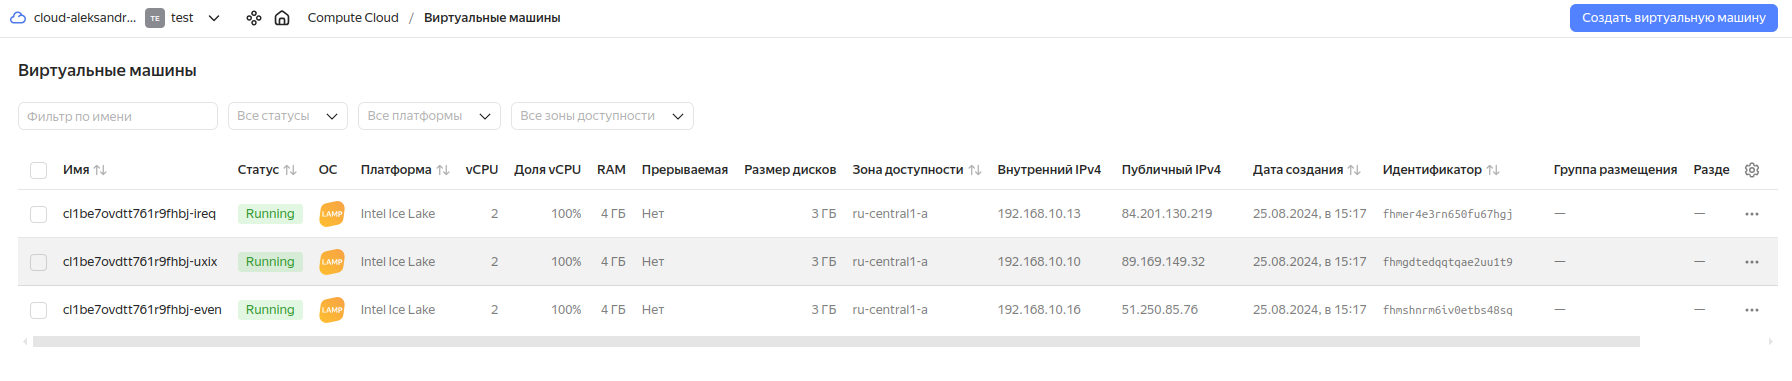 cloud-aleksandr... TE test Compute Cloud / Виртуальные машины Создать виртуальную машину
Виртуальные машины
Фильтр по имени Все статусы Все платформы Все зоны доступности
Имя Статус ОС Платформа vCPU Доля vCPU RAM Прерываемая Размер дисков Зона доступности Внутренний IPv4 Публичный IPv4 Дата создания Идентификатор Группа размещения Разде
cl1be7ovdtt761r9fhbj-ireq Running LAMP Intel Ice Lake 2 100% 4 ГБ Нет 3 ГБ ru-central1-a 192.168.10.13 84.201.130.219 25.08.2024, в 15:17 fhmer4e3rn650fu67hgj — — ...
cl1be7ovdtt761r9fhbj-uxix Running LAMP Intel Ice Lake 2 100% 4 ГБ Нет 3 ГБ ru-central1-a 192.168.10.10 89.169.149.32 25.08.2024, в 15:17 fhmgdtedqqtqae2uu1t9 — — ...
cl1be7ovdtt761r9fhbj-even Running LAMP Intel Ice Lake 2 100% 4 ГБ Нет 3 ГБ ru-central1-a 192.168.10.16 51.250.85.76 25.08.2024, в 15:17 fhmshnrm6iv0etbs48sq — — ...